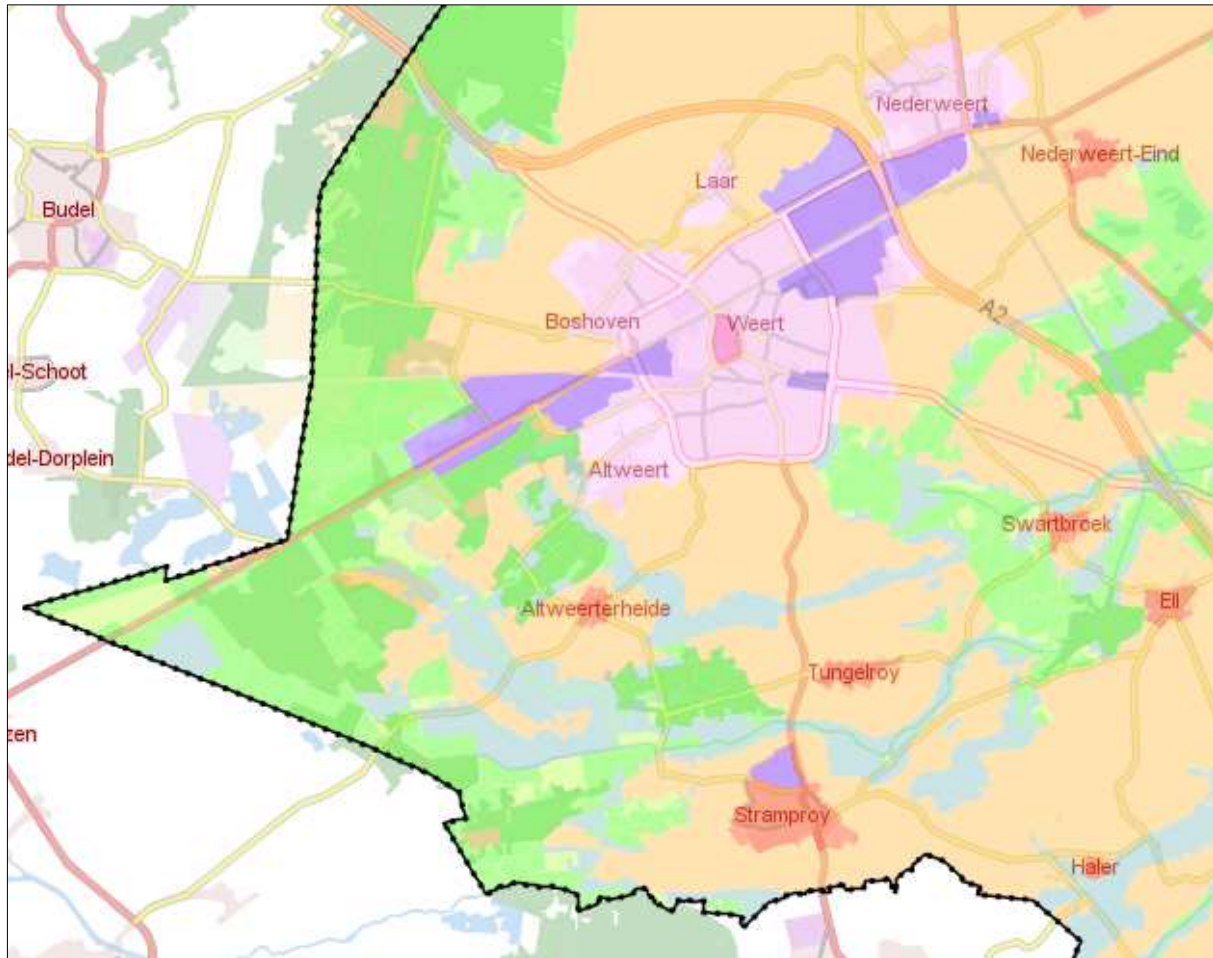 Nederweert
Nederweert-Eind
Laar
Budel
A2
Boshoven
Weert
el-Schoot
del-Dorplein
Altweert
Swartbroek
Ell
Altweerterheide
Tungelroy
zen
Stramproy
Haler